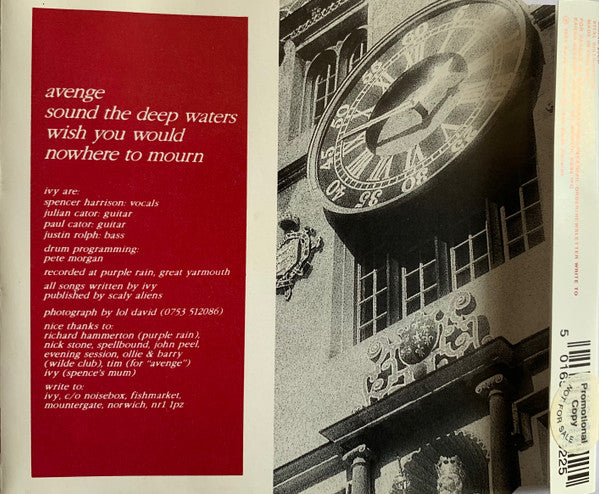 avenge
sound the deep waters
wish you would
nowhere to mourn
ivy are:
spencer harrison: vocals
julian cator: guitar
paul cator: guitar
justin rolph: bass
drum programming:
pete morgan
recorded at purple rain, great yarmouth
all songs written by ivy
published by scaly aliens
photograph by lol david (0753 512086)
nice thanks to:
richard hammerton (purple rain),
nick stone, spellbound, john peel,
evening session, ollie & barry
(wilde club), tim (for "avenge")
ivy (spence's mum)
write to:
ivy, c/o noisebox, fishmarket,
mountergate, norwich, nr1 1pz
Promotional
Copy
NOT FOR SALE
5 016
225